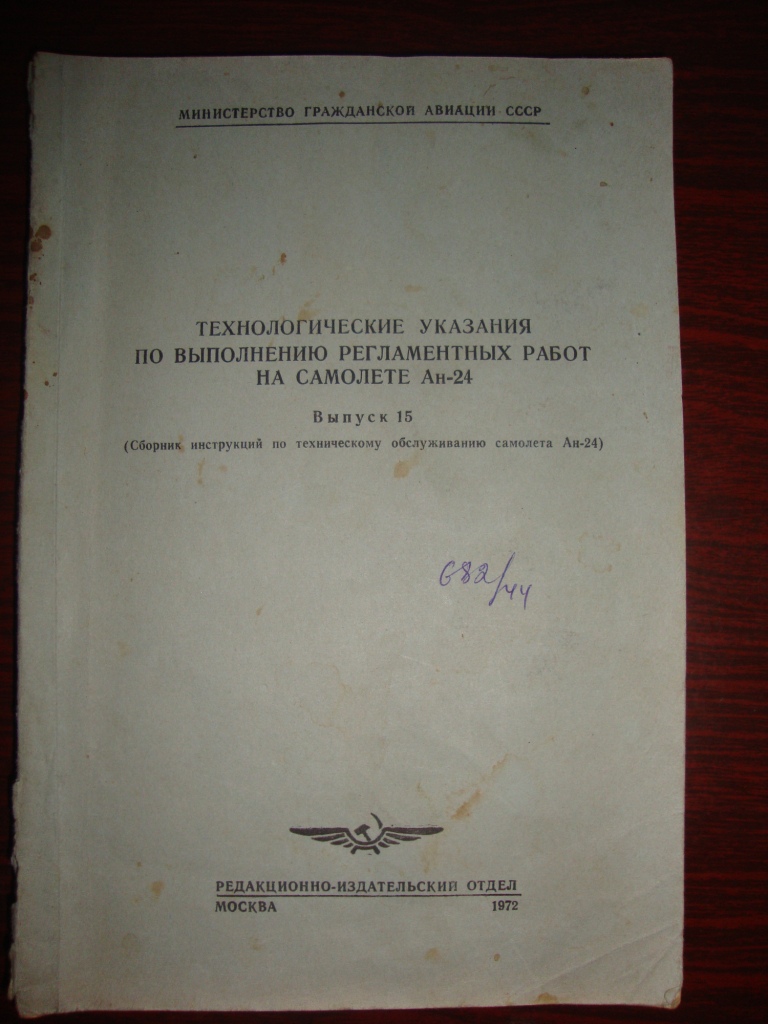 МИНИСТЕРСТВО ГРАЖДАНСКОЙ АВИАЦИИ СССР
ТЕХНОЛОГИЧЕСКИЕ УКАЗАНИЯ
ПО ВЫПОЛНЕНИЮ РЕГЛАМЕНТНЫХ РАБОТ
НА САМОЛЕТЕ Ан-24
Выпуск 15
(Сборник инструкций по техническому обслуживанию самолета Ан-24)
682/44
РЕДАКЦИОННО-ИЗДАТЕЛЬСКИЙ ОТДЕЛ
МОСКВА 1972